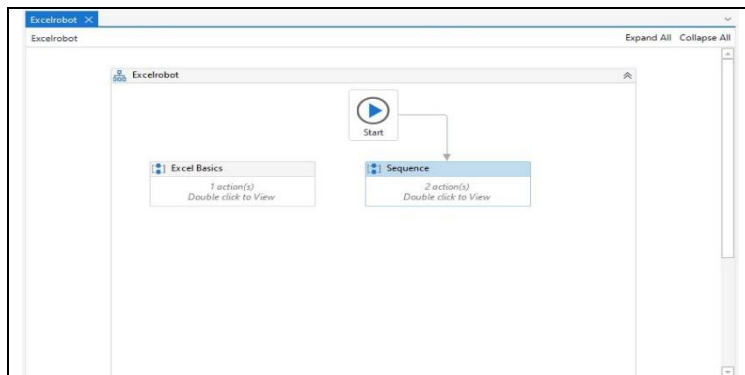 Excelrobot
Excelrobot
Expand All Collapse All
Excelrobot
Start
Excel Basics
1 action(s)
Double click to View
Sequence
2 action(s)
Double click to View